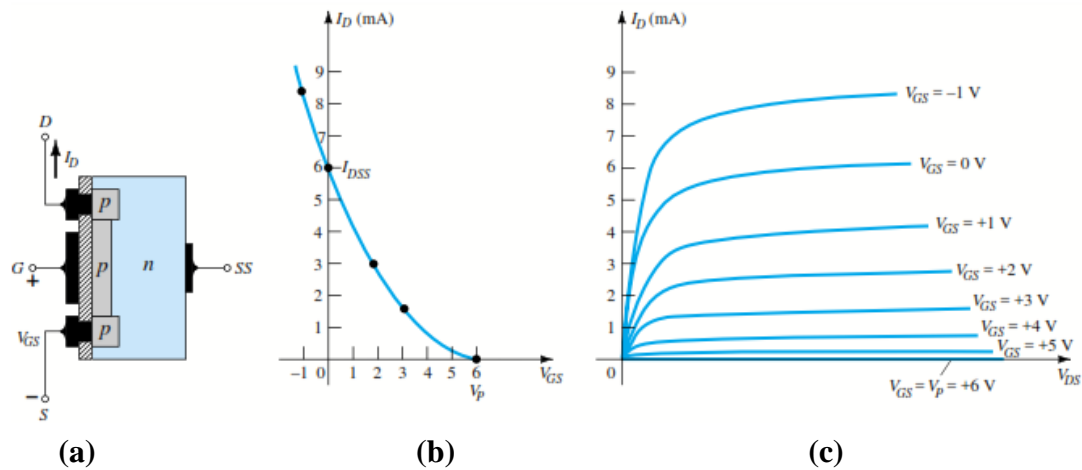 D
I_D
p
p
n
G
SS
+
V_GS
p
–
S
(a)
I_D (mA)
9
8
7
6
I_DSS
5
4
3
2
1
–1 0 1 2 3 4 5 6
V_P
V_GS
(b)
I_D (mA)
9
8
V_GS = –1 V
7
6
V_GS = 0 V
5
4
V_GS = +1 V
3
V_GS = +2 V
2
V_GS = +3 V
1
V_GS = +4 V
V_GS = +5 V
0
V_GS = V_P = +6 V
V_DS
(c)